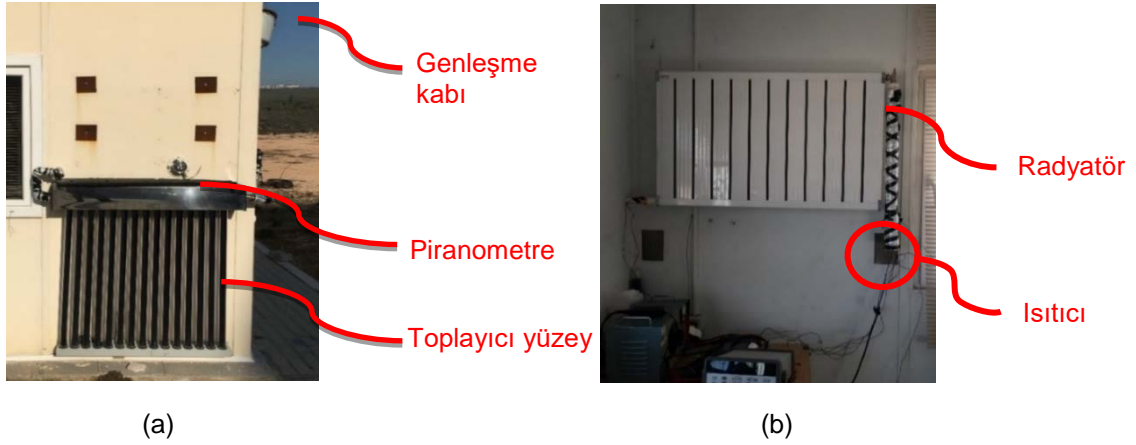 Genleşme
kabı
Piranometre
Toplayıcı yüzey
(a)
Radyatör
Isıtıcı
(b)